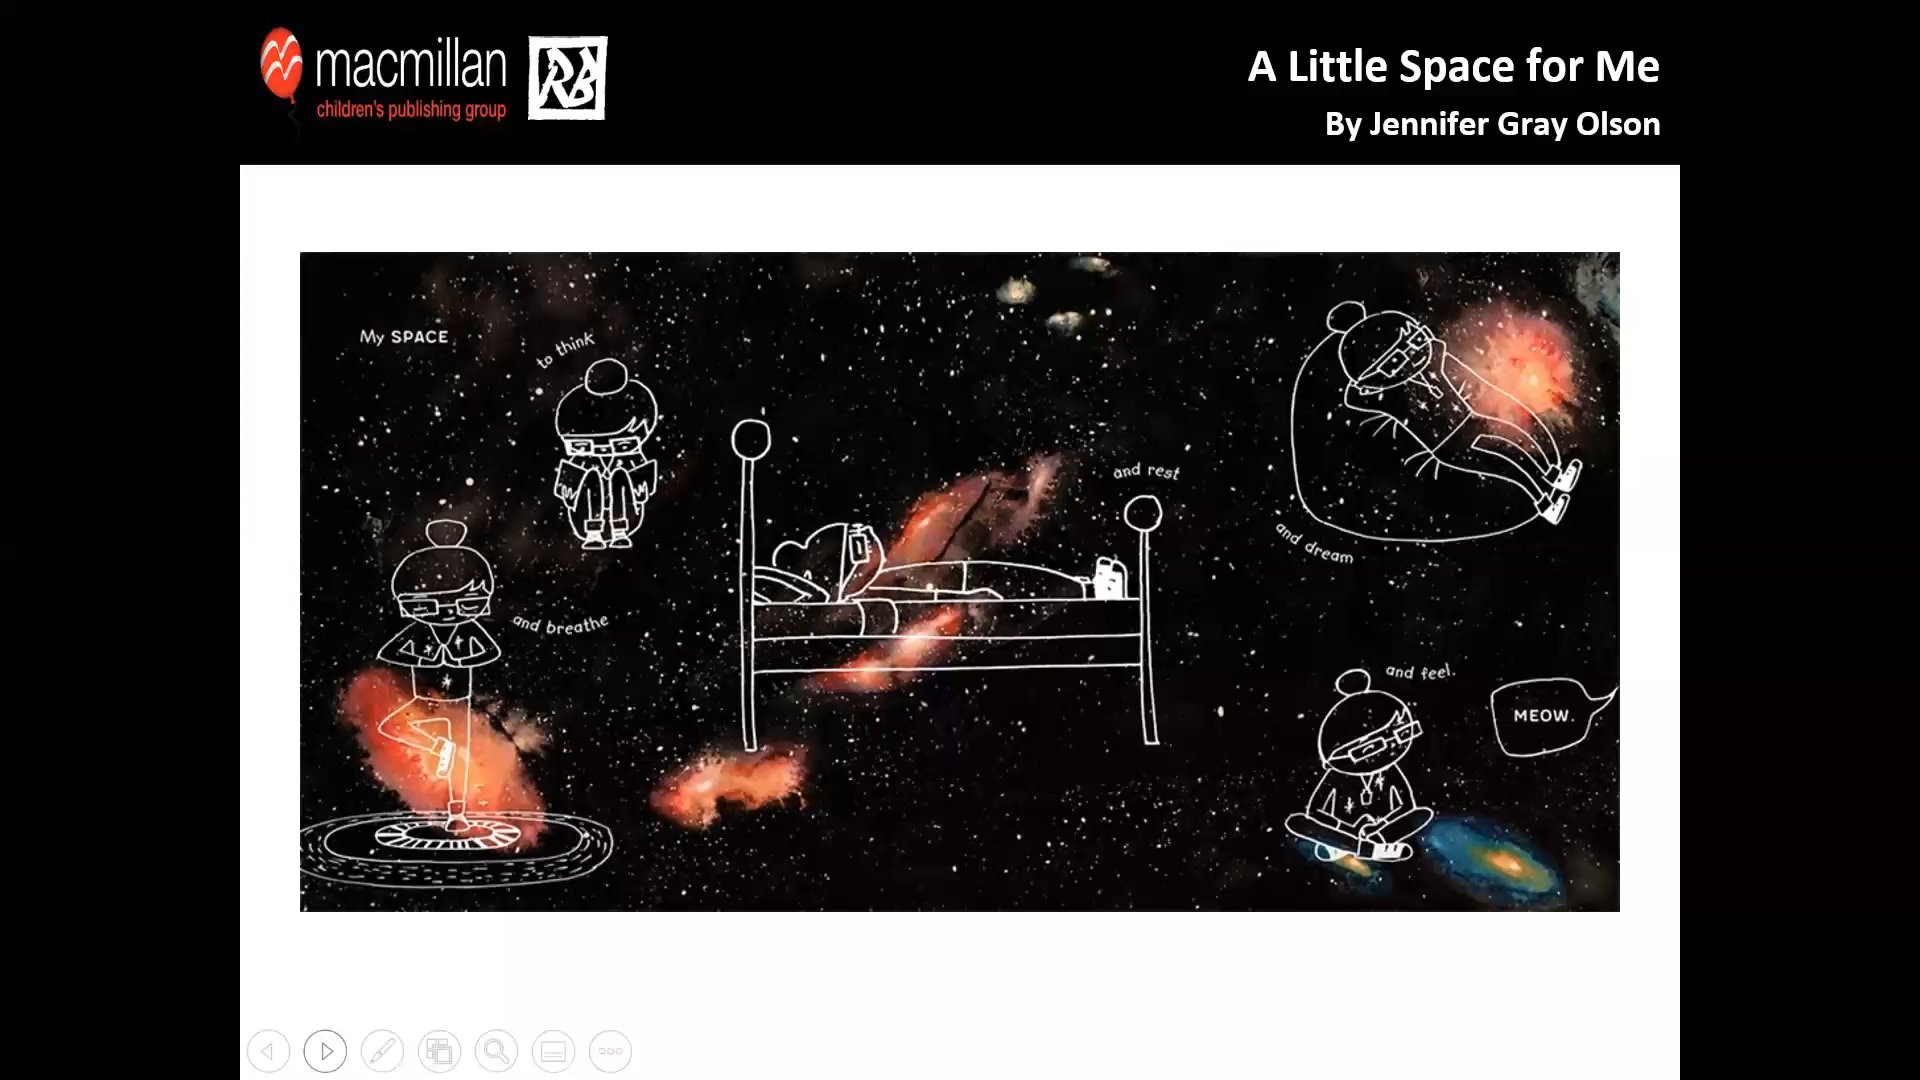 macmillan
children's publishing group
RB
A Little Space for Me
By Jennifer Gray Olson
My SPACE
to think
and breathe
and rest
and dream
and feel.
MEOW.